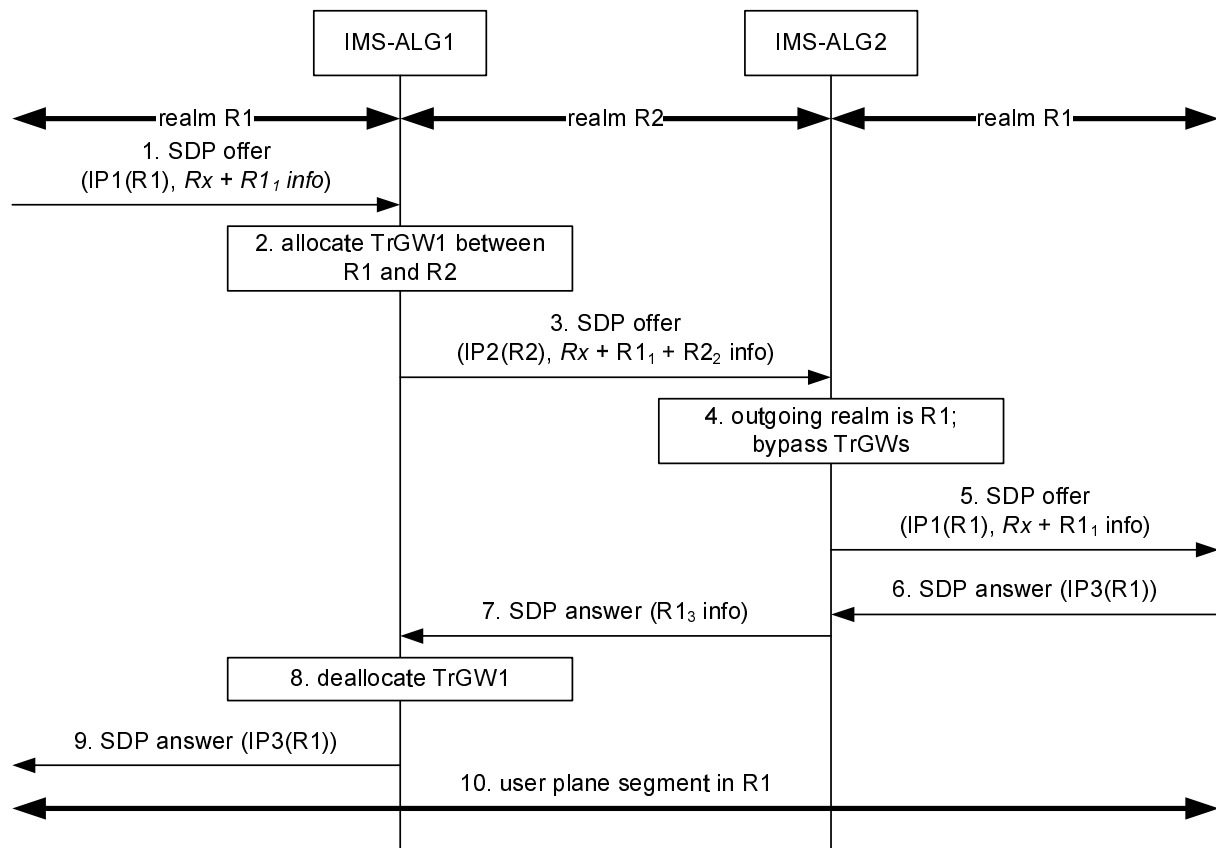 IMS-ALG1
IMS-ALG2
realm R1
realm R2
realm R1
1. SDP offer
(IP1(R1), Rx + R1₁ info)
2. allocate TrGW1 between
R1 and R2
3. SDP offer
(IP2(R2), Rx + R1₁ + R2₂ info)
4. outgoing realm is R1;
bypass TrGWs
5. SDP offer
(IP1(R1), Rx + R1₁ info)
6. SDP answer (IP3(R1))
7. SDP answer (R1₃ info)
8. deallocate TrGW1
9. SDP answer (IP3(R1))
10. user plane segment in R1